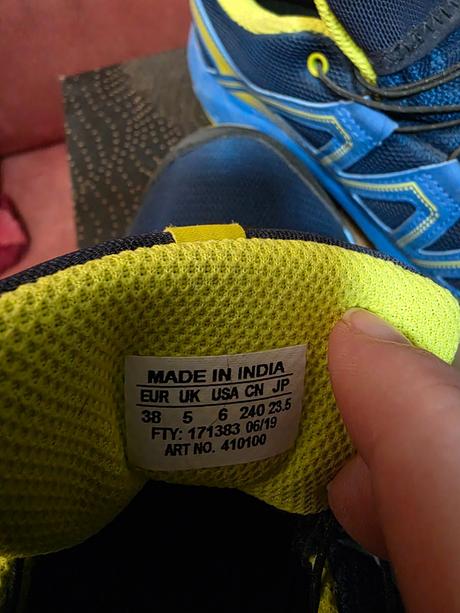 MADE IN INDIA
EUR UK USA CN JP
38 5 6 240 23.5
FTY: 171383 06/19
ART NO. 410100